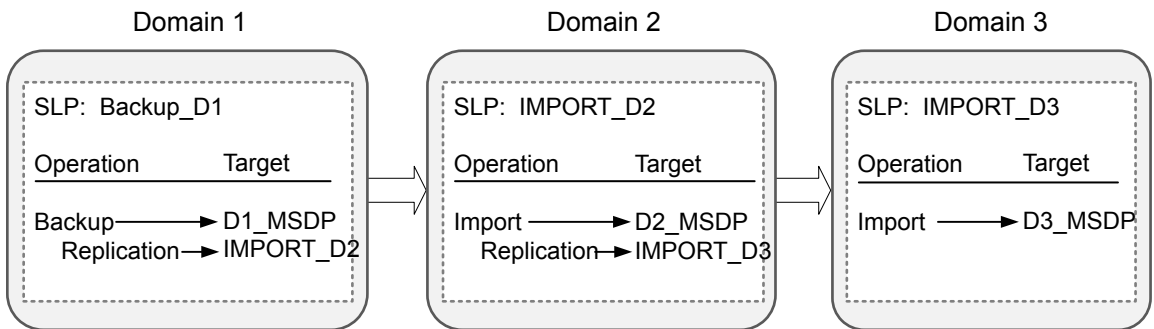 Domain 1
SLP: Backup_D1
Operation Target
Backup D1_MSDP
Replication IMPORT_D2
Domain 2
SLP: IMPORT_D2
Operation Target
Import D2_MSDP
Replication IMPORT_D3
Domain 3
SLP: IMPORT_D3
Operation Target
Import D3_MSDP